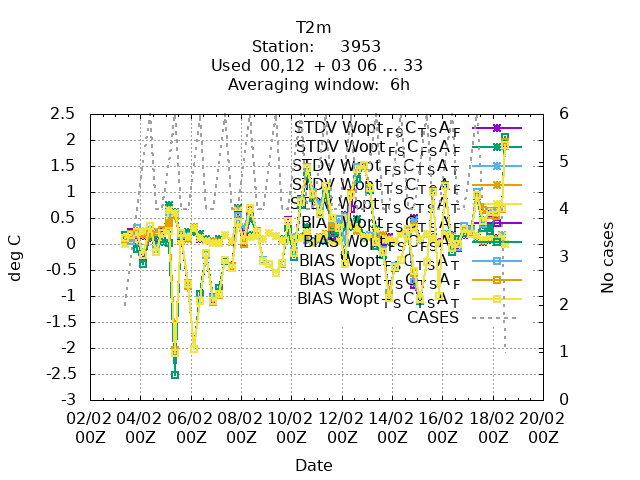 T2m
Station: 3953
Used 00,12 + 03 06 ... 33
Averaging window: 6h
deg C
No cases
2.5
2
1.5
1
0.5
0
-0.5
-1
-1.5
-2
-2.5
-3
6
5
4
3
2
1
0
STDV Wopt FS C TS A F
STDV Wopt FS C FS A F
STDV Wopt FS C TS A T
STDV Wopt TS C TS A F
STDV Wopt TS C TS A T
BIAS Wopt FS C TS A F
BIAS Wopt FS C FS A F
BIAS Wopt FS C TS A T
BIAS Wopt TS C TS A F
BIAS Wopt TS C TS A T
CASES
02/02 04/02 06/02 08/02 10/02 12/02 14/02 16/02 18/02 20/02
00Z 00Z 00Z 00Z 00Z 00Z 00Z 00Z 00Z 00Z
Date